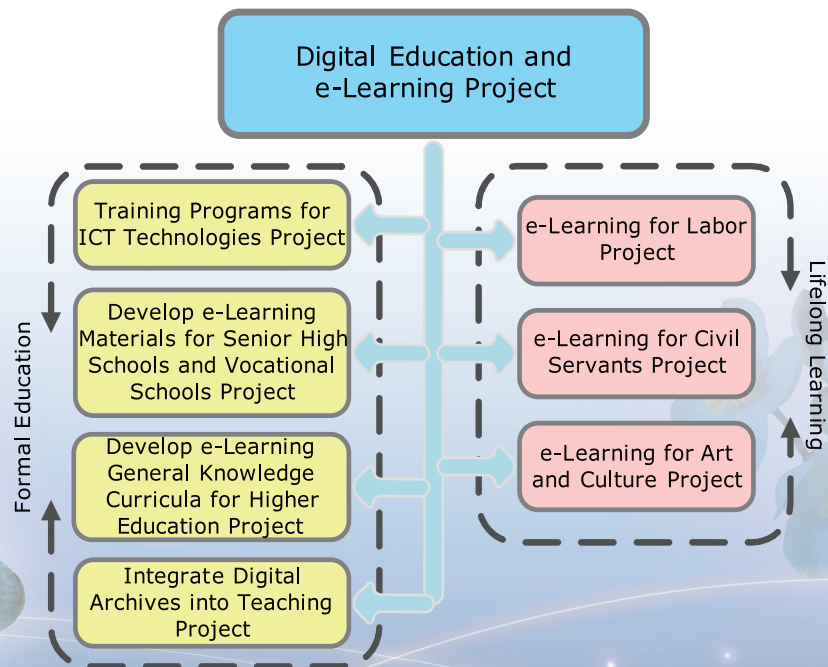 Digital Education and
e-Learning Project
Formal Education
Training Programs for
ICT Technologies Project
Develop e-Learning
Materials for Senior High
Schools and Vocational
Schools Project
Develop e-Learning
General Knowledge
Curricula for Higher
Education Project
Integrate Digital
Archives into Teaching
Project
e-Learning for Labor
Project
e-Learning for Civil
Servants Project
e-Learning for Art
and Culture Project
Lifelong Learning